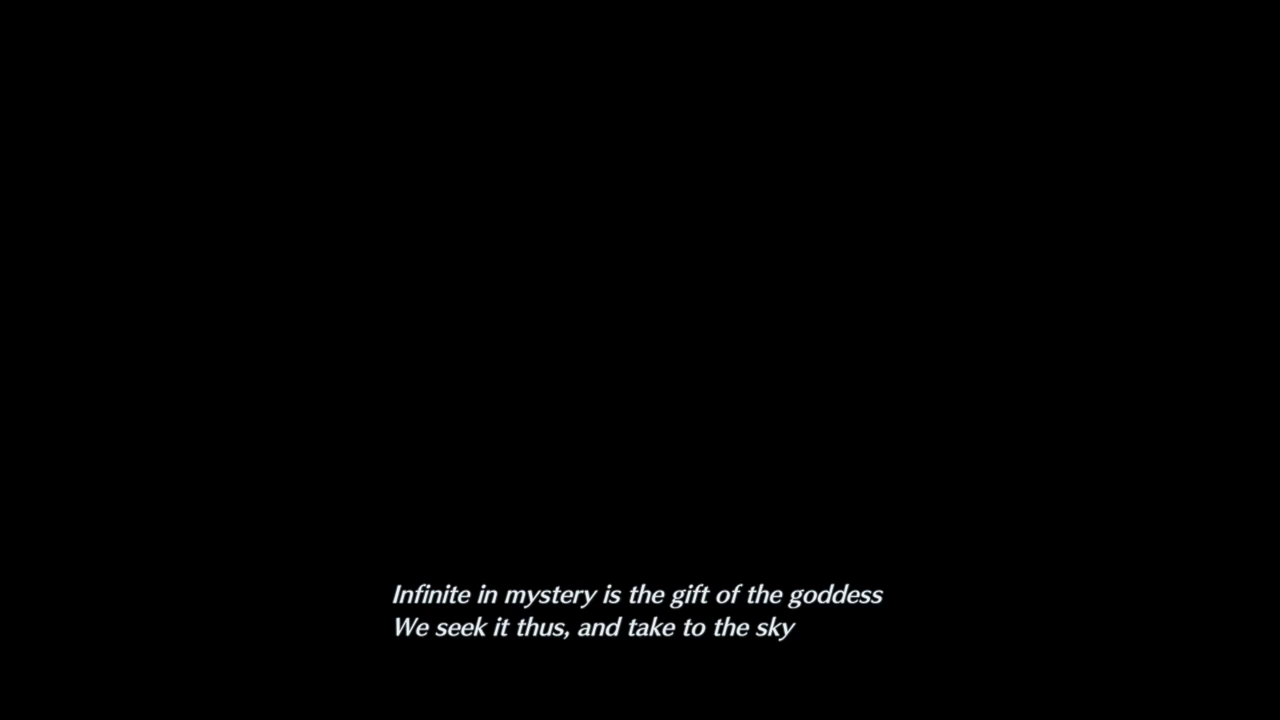 Infinite in mystery is the gift of the goddess
We seek it thus, and take to the sky